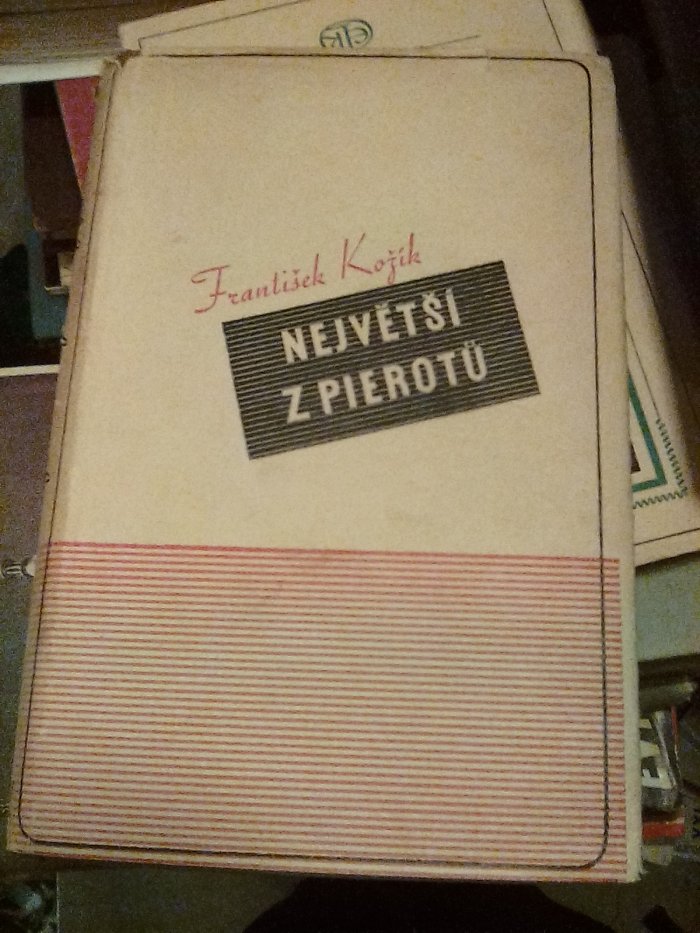 František Kožík
NEJVĚTŠÍ
Z PIEROTŮ